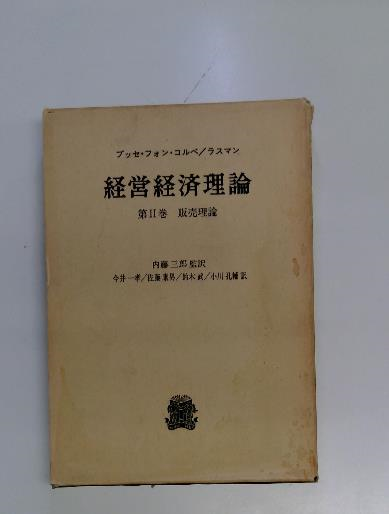 ブッセ・フォン・コルベ/ラスマン
経営経済理論
第II巻 販売理論
内藤三郎監訳
今井一孝/佐藤康男/鈴木武/小川孔輔訳